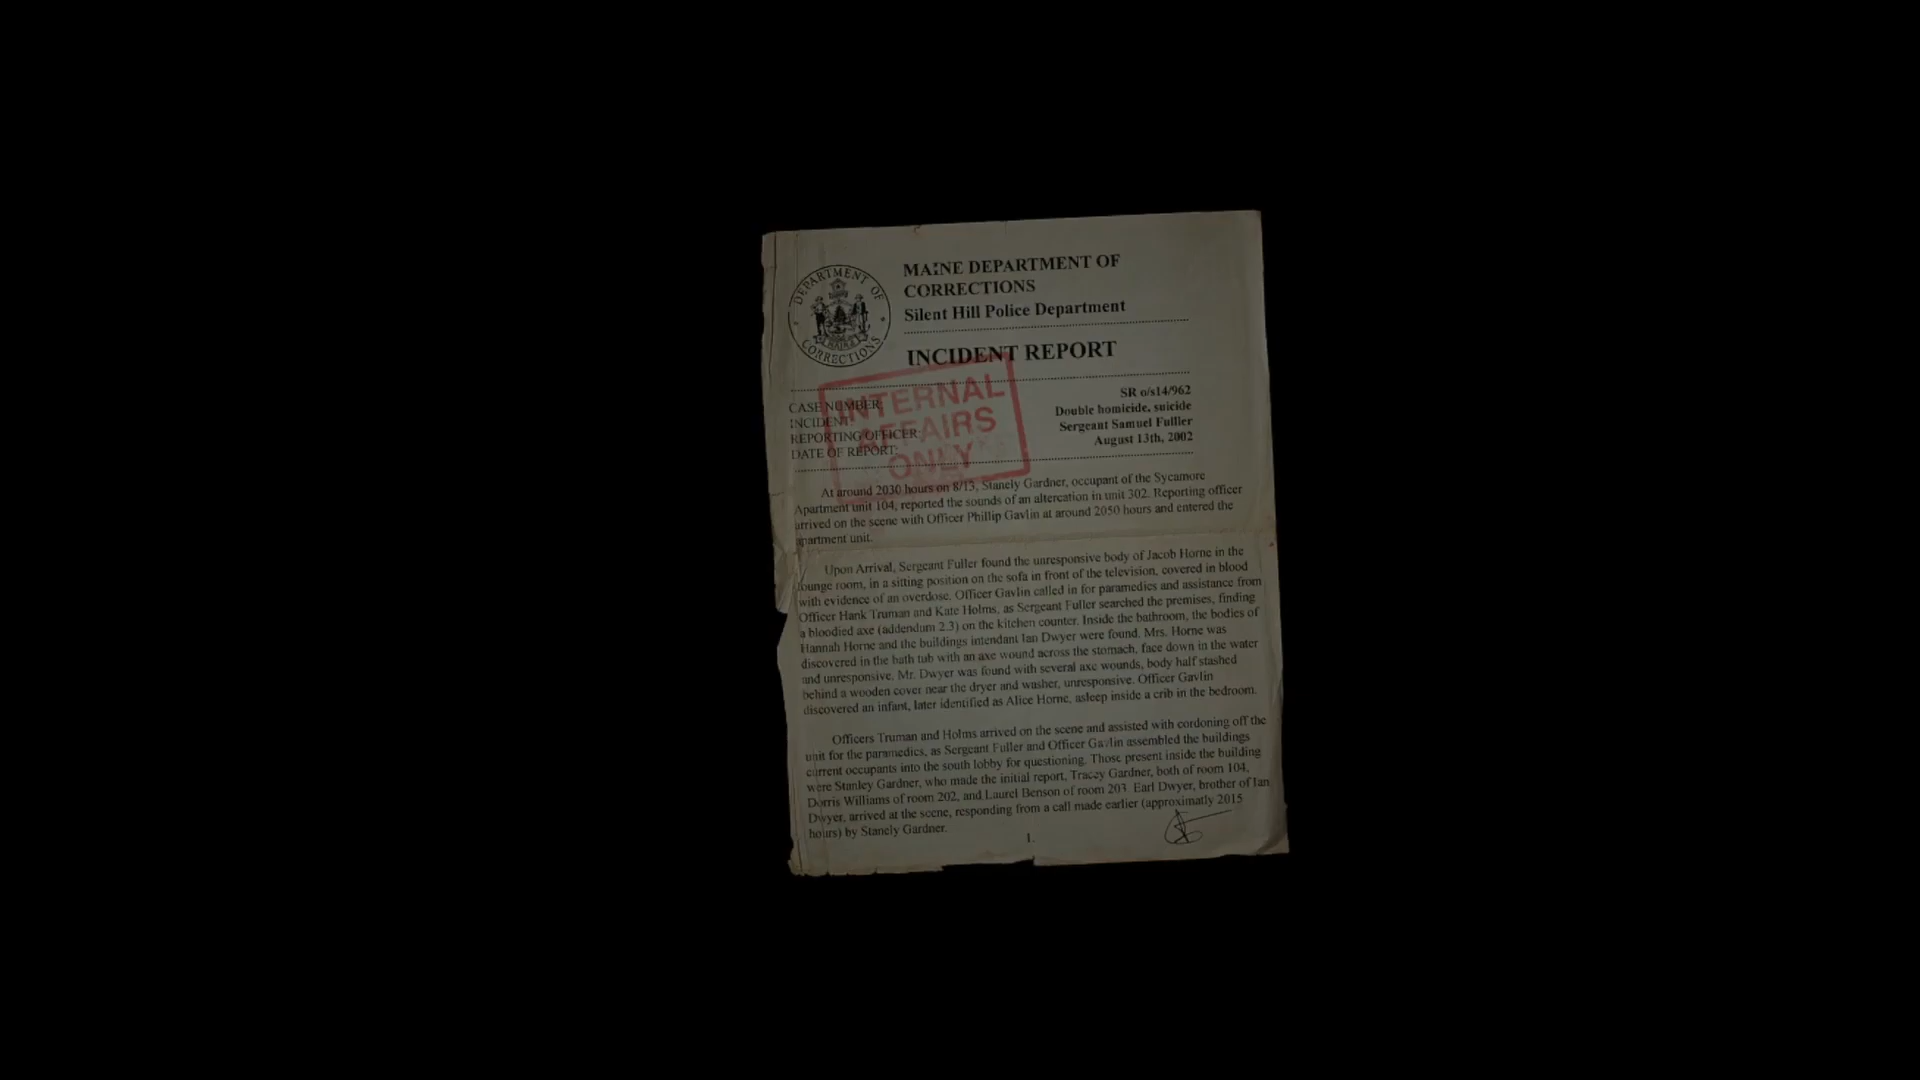 DEPARTMENT OF
CORRECTIONS
MAINE DEPARTMENT OF
CORRECTIONS
Silent Hill Police Department
INCIDENT REPORT
INTERNAL
AFFAIRS
ONLY
CASE NUMBER:
SR o/s14/962
INCIDENT:
Double homicide, suicide
REPORTING OFFICER:
Sergeant Samuel Fulller
DATE OF REPORT:
August 13th, 2002
At around 2030 hours on 8/13, Stanely Gardner, occupant of the Sycamore
Apartment unit 104, reported the sounds of an altercation in unit 302. Reporting officer
arrived on the scene with Officer Phillip Gavlin at around 2050 hours and entered the
apartment unit.
Upon Arrival, Sergeant Fuller found the unresponsive body of Jacob Horne in the
lounge room, in a sitting position on the sofa in front of the television, covered in blood
with evidence of an overdose. Officer Gavlin called in for paramedics and assistance from
Officer Hank Truman and Kate Holms, as Sergeant Fuller searched the premises, finding
a bloodied axe (addendum 2.3) on the kitchen counter. Inside the bathroom, the bodies of
Hannah Horne and the buildings intendant Ian Dwyer were found. Mrs. Horne was
discovered in the bath tub with an axe wound across the stomach, face down in the water
and unresponsive. Mr. Dwyer was found with several axe wounds, body half stashed
behind a wooden cover near the dryer and washer, unresponsive. Officer Gavlin
discovered an infant, later identified as Alice Horne, asleep inside a crib in the bedroom.
Officers Truman and Holms arrived on the scene and assisted with cordoning off the
unit for the paramedics, as Sergeant Fuller and Officer Gavlin assembled the buildings
current occupants into the south lobby for questioning. Those present inside the building
were Stanley Gardner, who made the initial report, Tracey Gardner, both of room 104,
Dorris Williams of room 202, and Laurel Benson of room 203. Earl Dwyer, brother of Ian
Dwyer, arrived at the scene, responding from a call made earlier (approximatly 2015
hours) by Stanely Gardner.
1.